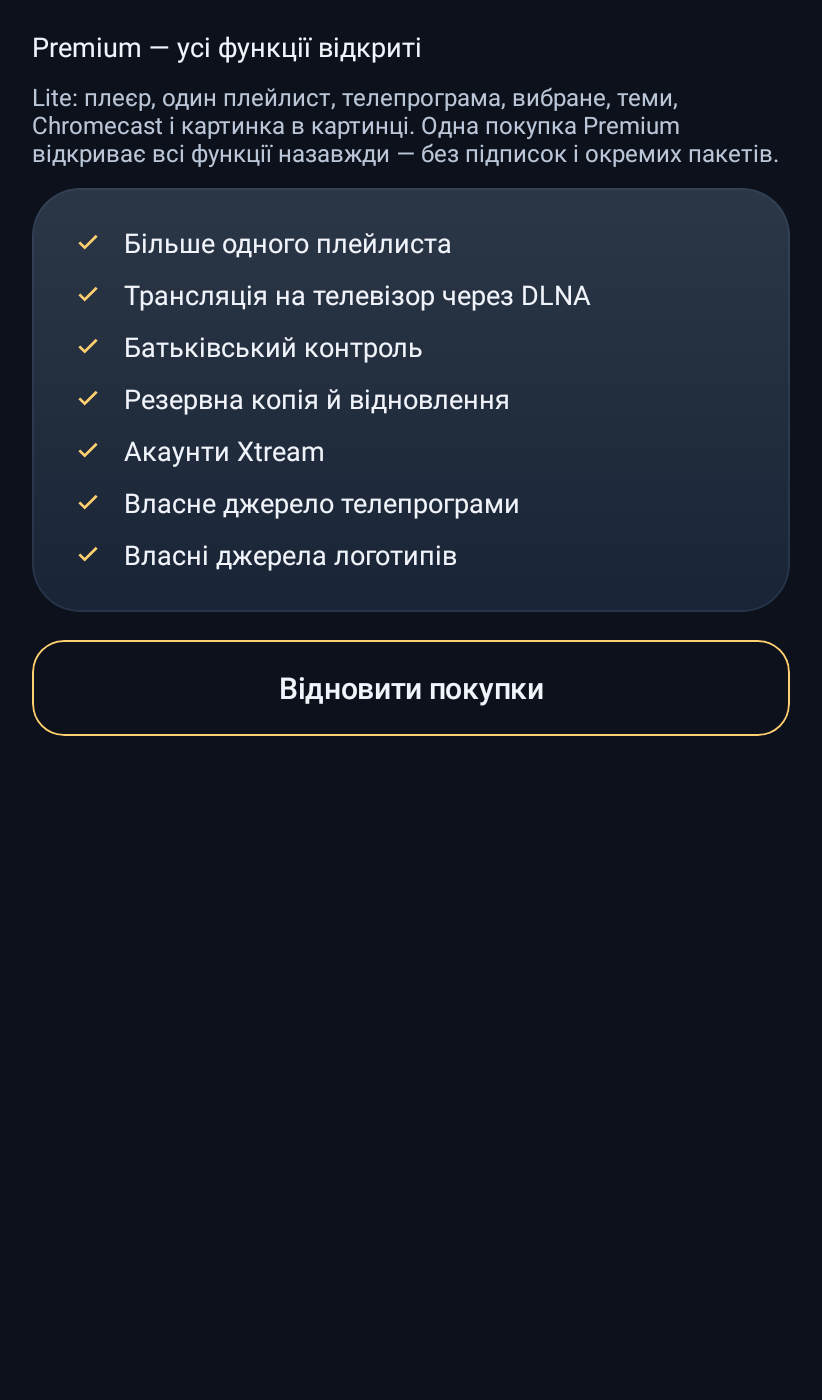 Premium — усі функції відкриті
Lite: плеєр, один плейлист, телепрограма, вибране, теми,
Chromecast і картинка в картинці. Одна покупка Premium
відкриває всі функції назавжди — без підписок і окремих пакетів.
Більше одного плейлиста
Трансляція на телевізор через DLNA
Батьківський контроль
Резервна копія й відновлення
Акаунти Xtream
Власне джерело телепрограми
Власні джерела логотипів
Відновити покупки